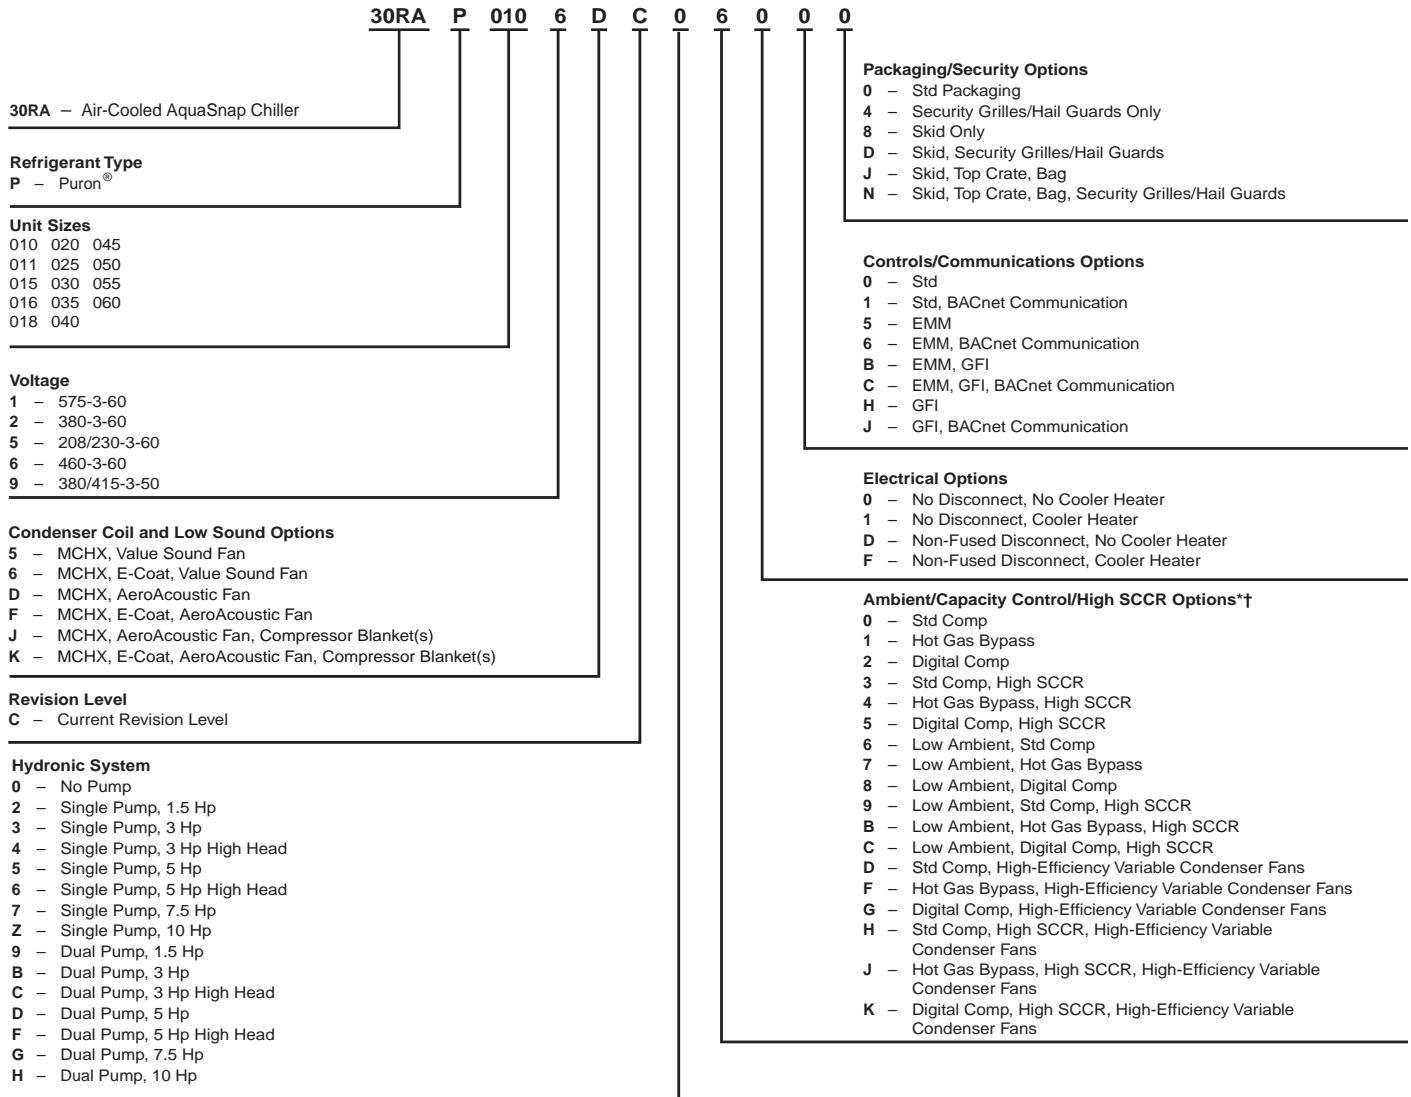 30RA P 010 6 D C 0 6 0 0 0
30RA – Air-Cooled AquaSnap Chiller
Refrigerant Type
P – Puron®
Unit Sizes
010 020 045
011 025 050
015 030 055
016 035 060
018 040
Voltage
1 – 575-3-60
2 – 380-3-60
5 – 208/230-3-60
6 – 460-3-60
9 – 380/415-3-50
Condenser Coil and Low Sound Options
5 – MCHX, Value Sound Fan
6 – MCHX, E-Coat, Value Sound Fan
D – MCHX, AeroAcoustic Fan
F – MCHX, E-Coat, AeroAcoustic Fan
J – MCHX, AeroAcoustic Fan, Compressor Blanket(s)
K – MCHX, E-Coat, AeroAcoustic Fan, Compressor Blanket(s)
Revision Level
C – Current Revision Level
Hydronic System
0 – No Pump
2 – Single Pump, 1.5 Hp
3 – Single Pump, 3 Hp
4 – Single Pump, 3 Hp High Head
5 – Single Pump, 5 Hp
6 – Single Pump, 5 Hp High Head
7 – Single Pump, 7.5 Hp
Z – Single Pump, 10 Hp
9 – Dual Pump, 1.5 Hp
B – Dual Pump, 3 Hp
C – Dual Pump, 3 Hp High Head
D – Dual Pump, 5 Hp
F – Dual Pump, 5 Hp High Head
G – Dual Pump, 7.5 Hp
H – Dual Pump, 10 Hp
Packaging/Security Options
0 – Std Packaging
4 – Security Grilles/Hail Guards Only
8 – Skid Only
D – Skid, Security Grilles/Hail Guards
J – Skid, Top Crate, Bag
N – Skid, Top Crate, Bag, Security Grilles/Hail Guards
Controls/Communications Options
0 – Std
1 – Std, BACnet Communication
5 – EMM
6 – EMM, BACnet Communication
B – EMM, GFI
C – EMM, GFI, BACnet Communication
H – GFI
J – GFI, BACnet Communication
Electrical Options
0 – No Disconnect, No Cooler Heater
1 – No Disconnect, Cooler Heater
D – Non-Fused Disconnect, No Cooler Heater
F – Non-Fused Disconnect, Cooler Heater
Ambient/Capacity Control/High SCCR Options*†
0 – Std Comp
1 – Hot Gas Bypass
2 – Digital Comp
3 – Std Comp, High SCCR
4 – Hot Gas Bypass, High SCCR
5 – Digital Comp, High SCCR
6 – Low Ambient, Std Comp
7 – Low Ambient, Hot Gas Bypass
8 – Low Ambient, Digital Comp
9 – Low Ambient, Std Comp, High SCCR
B – Low Ambient, Hot Gas Bypass, High SCCR
C – Low Ambient, Digital Comp, High SCCR
D – Std Comp, High-Efficiency Variable Condenser Fans
F – Hot Gas Bypass, High-Efficiency Variable Condenser Fans
G – Digital Comp, High-Efficiency Variable Condenser Fans
H – Std Comp, High SCCR, High-Efficiency Variable
Condenser Fans
J – Hot Gas Bypass, High SCCR, High-Efficiency Variable
Condenser Fans
K – Digital Comp, High SCCR, High-Efficiency Variable
Condenser Fans